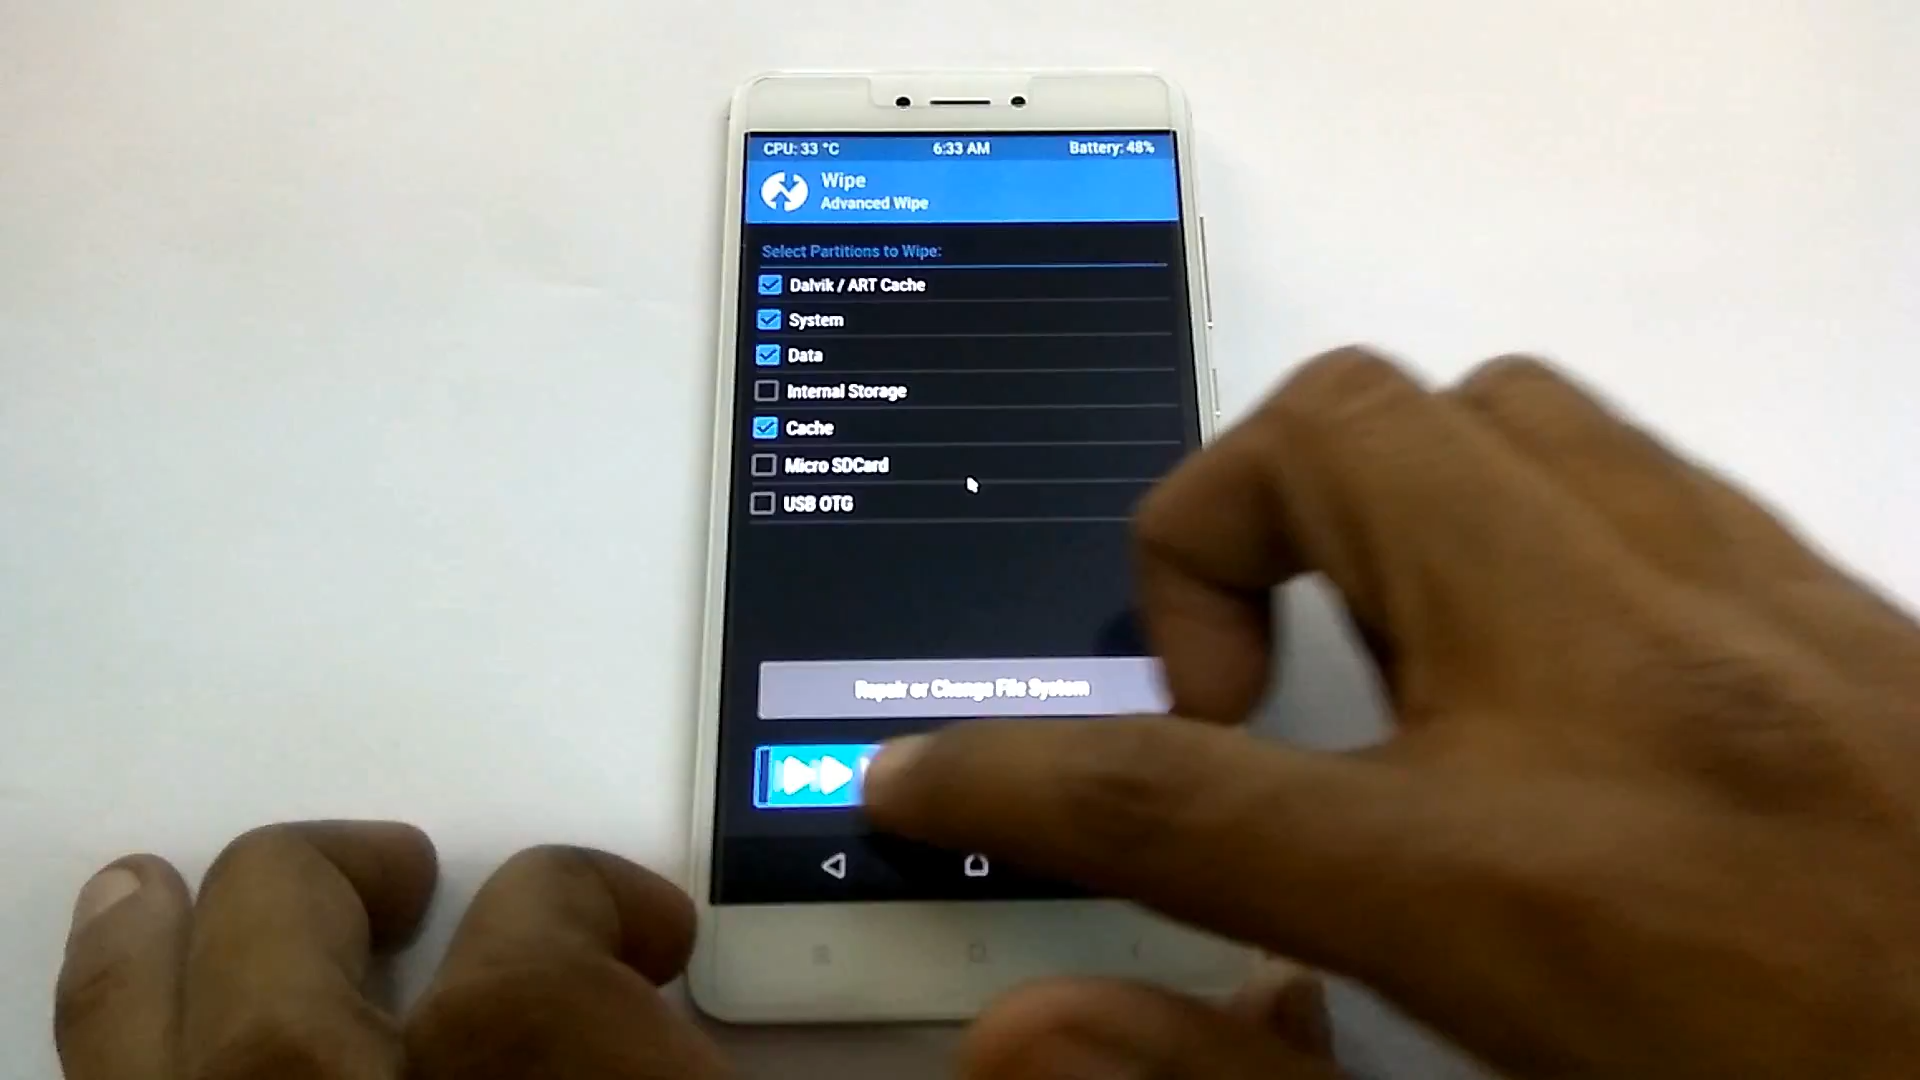 CPU: 33 °C 6:33 AM Battery: 48%
Wipe
Advanced Wipe
Select Partitions to Wipe:
Dalvik / ART Cache
System
Data
Internal Storage
Cache
Micro SDCard
USB OTG
Repair or Change File System